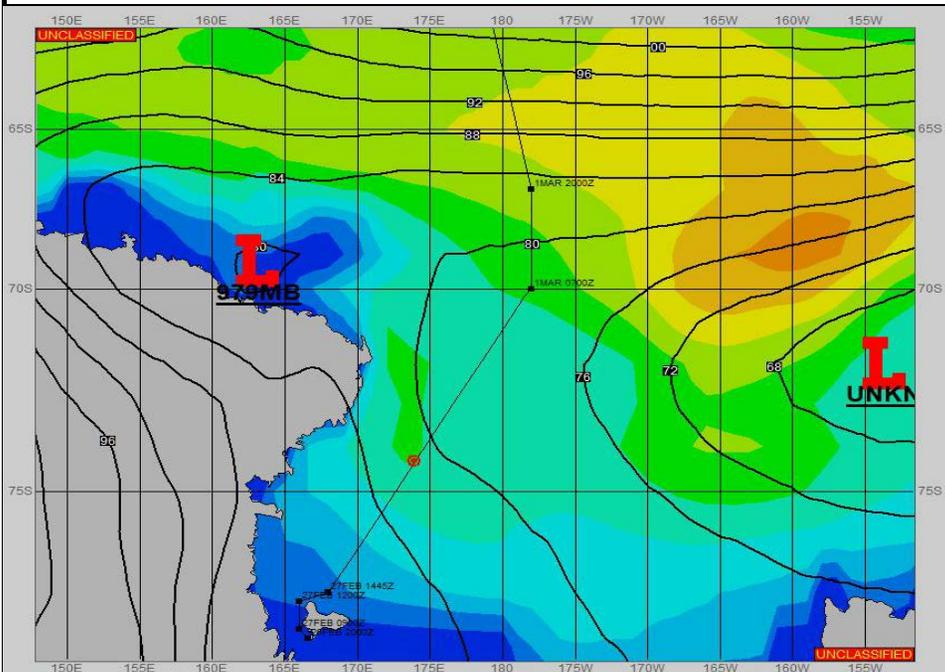 150E 155E 160E 165E 170E 175E 180 175W 170W 165W 160W 155W
UNCLASSIFIED
00
96
92
65S 88 65S
84
1MAR 2000Z
80
L
979MB
70S 1MAR 0700Z 70S
L
76 72 68
UNKN
96
75S 75S
27FEB 1445Z
27FEB 1200Z
UNCLASSIFIED
150E 155E 160E 165E 170E 175E 180 175W 170W 165W 160W 155W